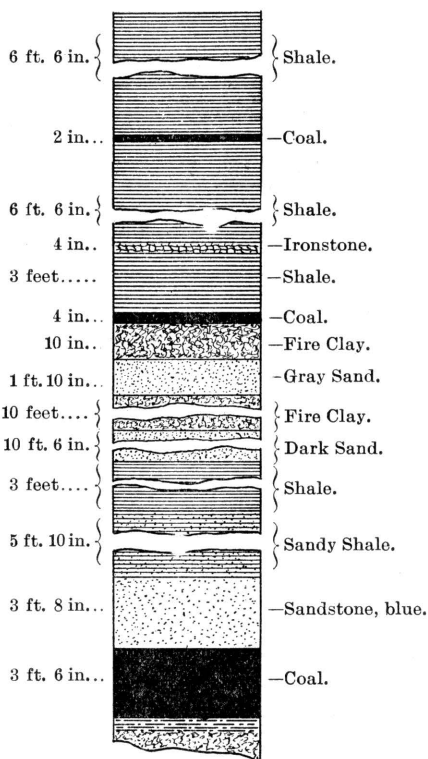 6 ft. 6 in. Shale.
2 in... —Coal.
6 ft. 6 in. Shale.
4 in.. —Ironstone.
3 feet..... —Shale.
4 in... —Coal.
10 in... —Fire Clay.
1 ft. 10 in... -Gray Sand.
10 feet.... Fire Clay.
10 ft. 6 in. Dark Sand.
3 feet.... Shale.
5 ft. 10 in. Sandy Shale.
3 ft. 8 in... —Sandstone, blue.
3 ft. 6 in... —Coal.